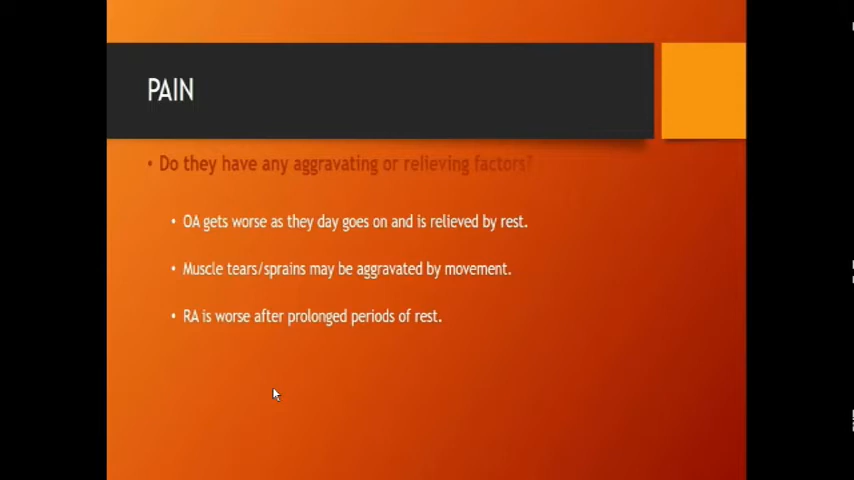 PAIN
• Do they have any aggravating or relieving factors?
• OA gets worse as they day goes on and is relieved by rest.
• Muscle tears/sprains may be aggravated by movement.
• RA is worse after prolonged periods of rest.